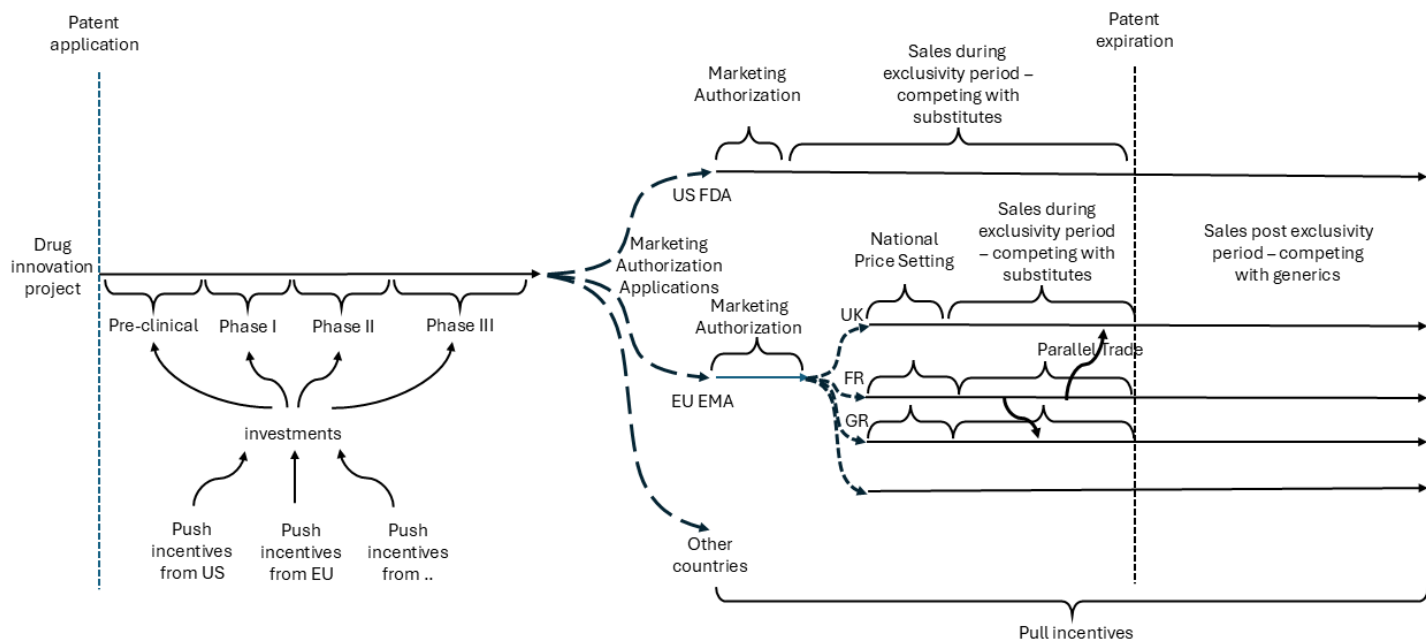 Patent
application
Patent
expiration
Marketing
Authorization
Sales during
exclusivity period –
competing with
substitutes
US FDA
Drug
innovation
project
Marketing
Authorization
Applications
National
Price Setting
Sales during
exclusivity period
– competing with
substitutes
Sales post exclusivity
period – competing
with generics
Pre-clinical
Phase I
Phase II
Phase III
Marketing
Authorization
UK
Parallel Trade
FR
EU EMA
GR
investments
Push
incentives
from US
Push
incentives
from EU
Push
incentives
from ..
Other
countries
Pull incentives